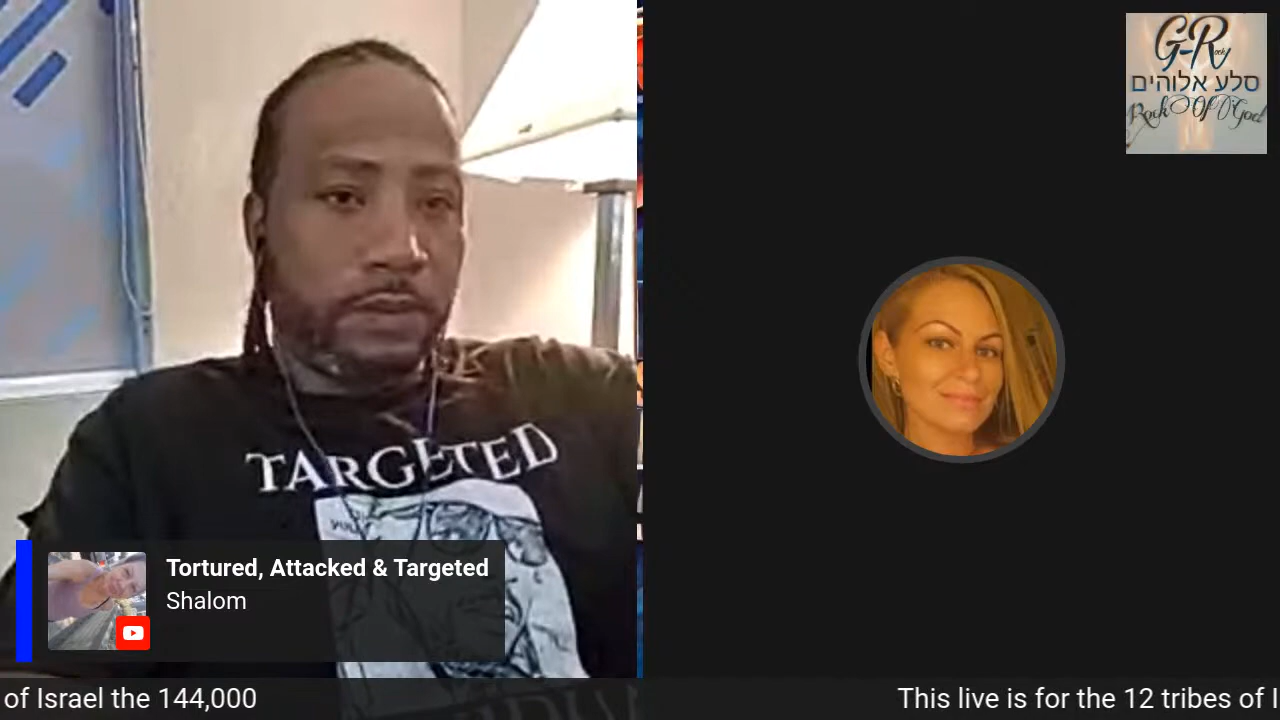 G-Rock
סלע אלוהים
Rock Of God
TARGETED
Tortured, Attacked & Targeted
Shalom
of Israel the 144,000
This live is for the 12 tribes of I